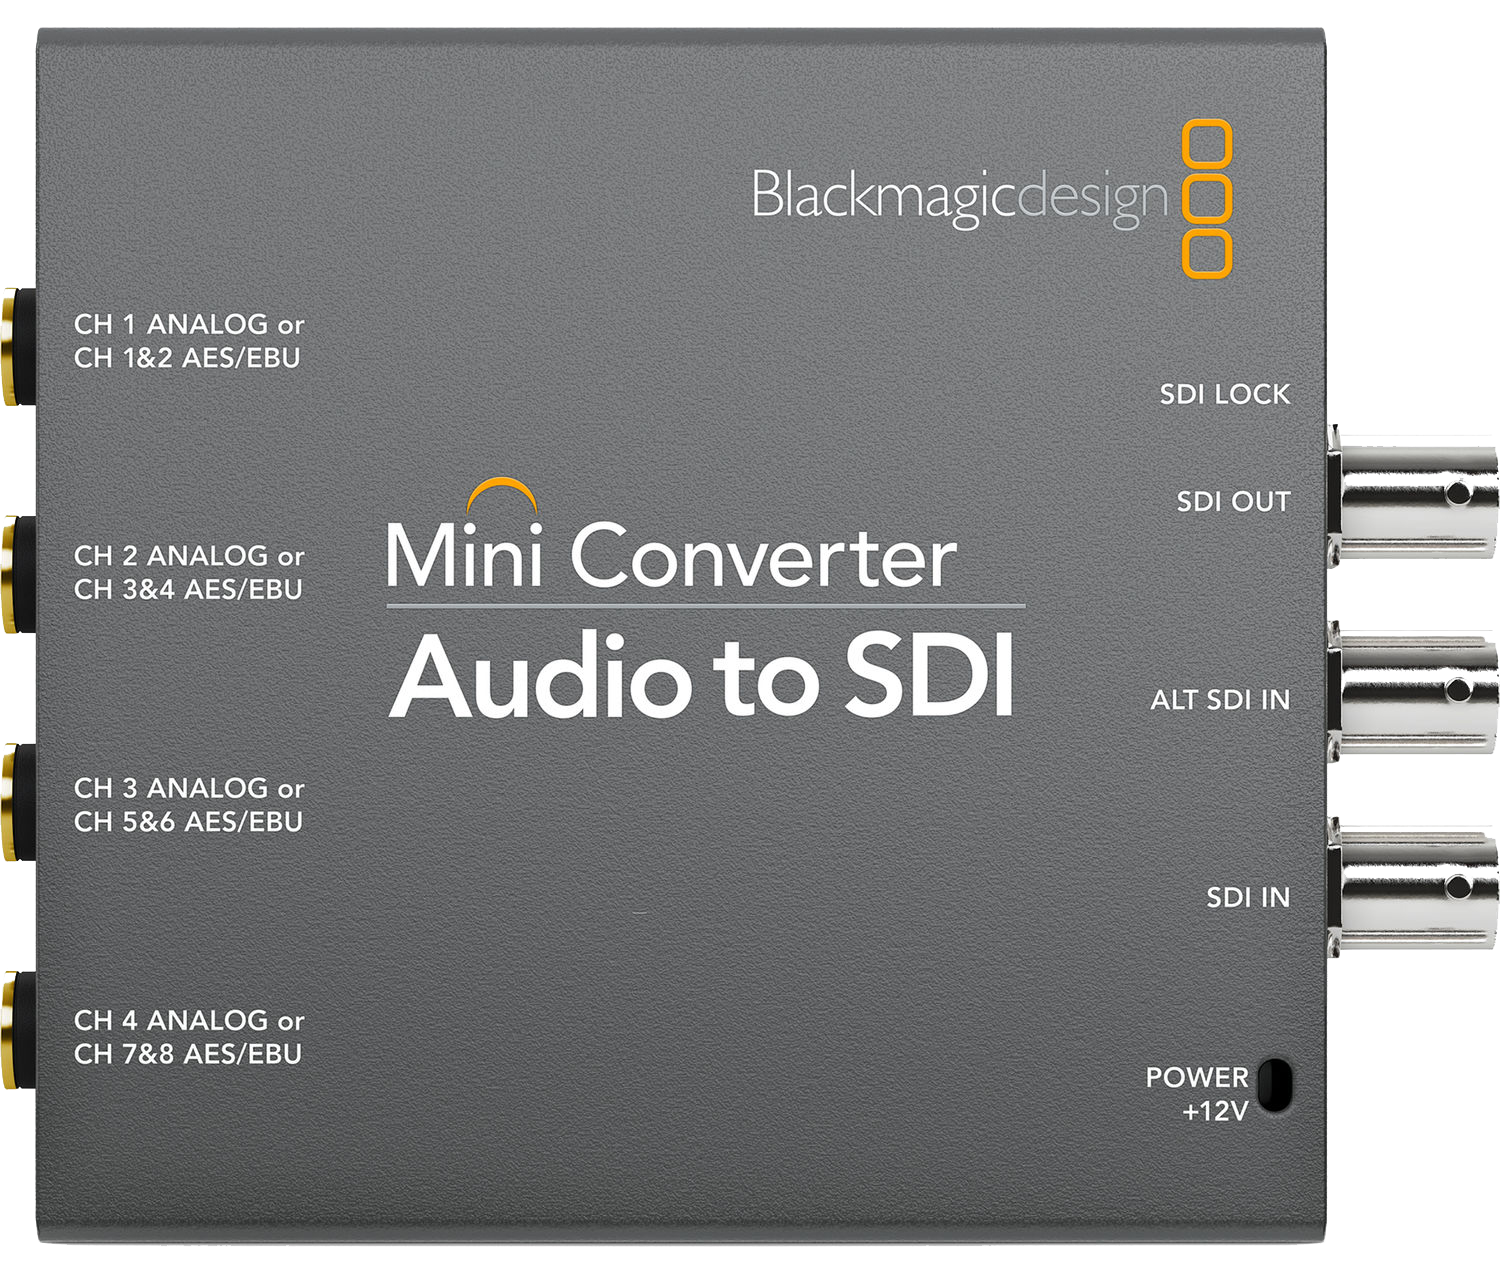 Blackmagicdesign
CH 1 ANALOG or
CH 1&2 AES/EBU
SDI LOCK
SDI OUT
Mini Converter
CH 2 ANALOG or
CH 3&4 AES/EBU
Audio to SDI
ALT SDI IN
CH 3 ANALOG or
CH 5&6 AES/EBU
SDI IN
CH 4 ANALOG or
CH 7&8 AES/EBU
POWER
+12V